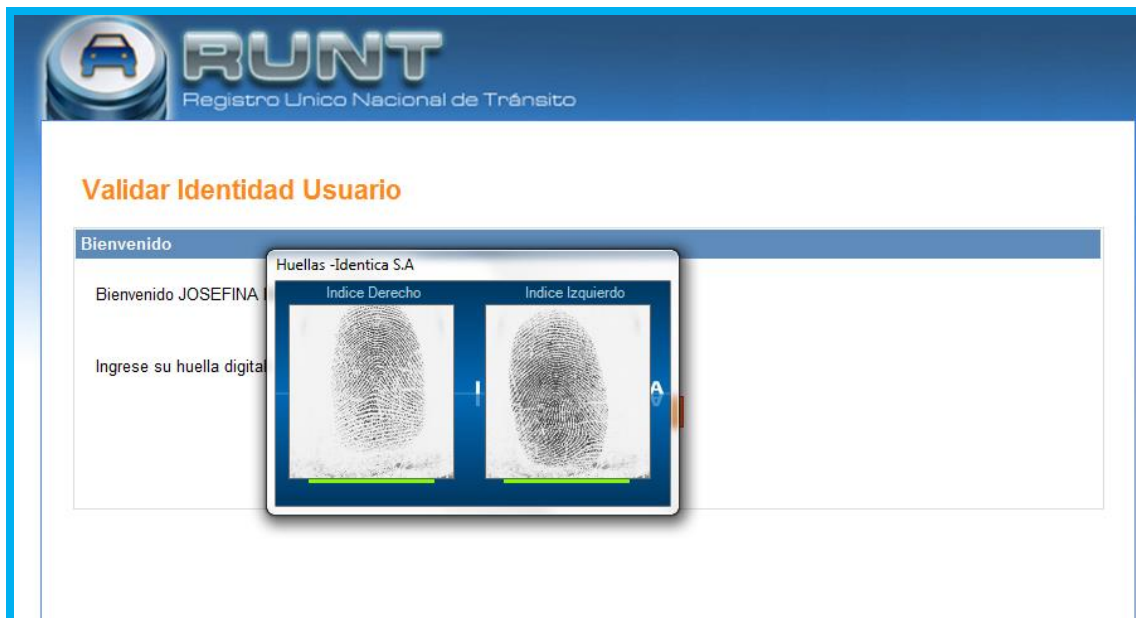 RUNT
Registro Unico Nacional de Tránsito
Validar Identidad Usuario
Bienvenido
Huellas -Identica S.A
Bienvenido JOSEFINA
Indice Derecho
Indice Izquierdo
Ingrese su huella digital
I
A